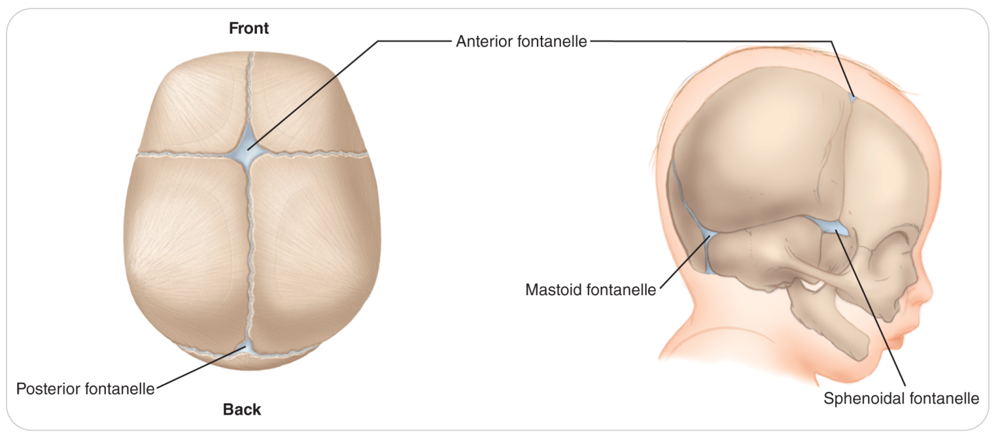 Front
Anterior fontanelle
Mastoid fontanelle
Posterior fontanelle
Sphenoidal fontanelle
Back